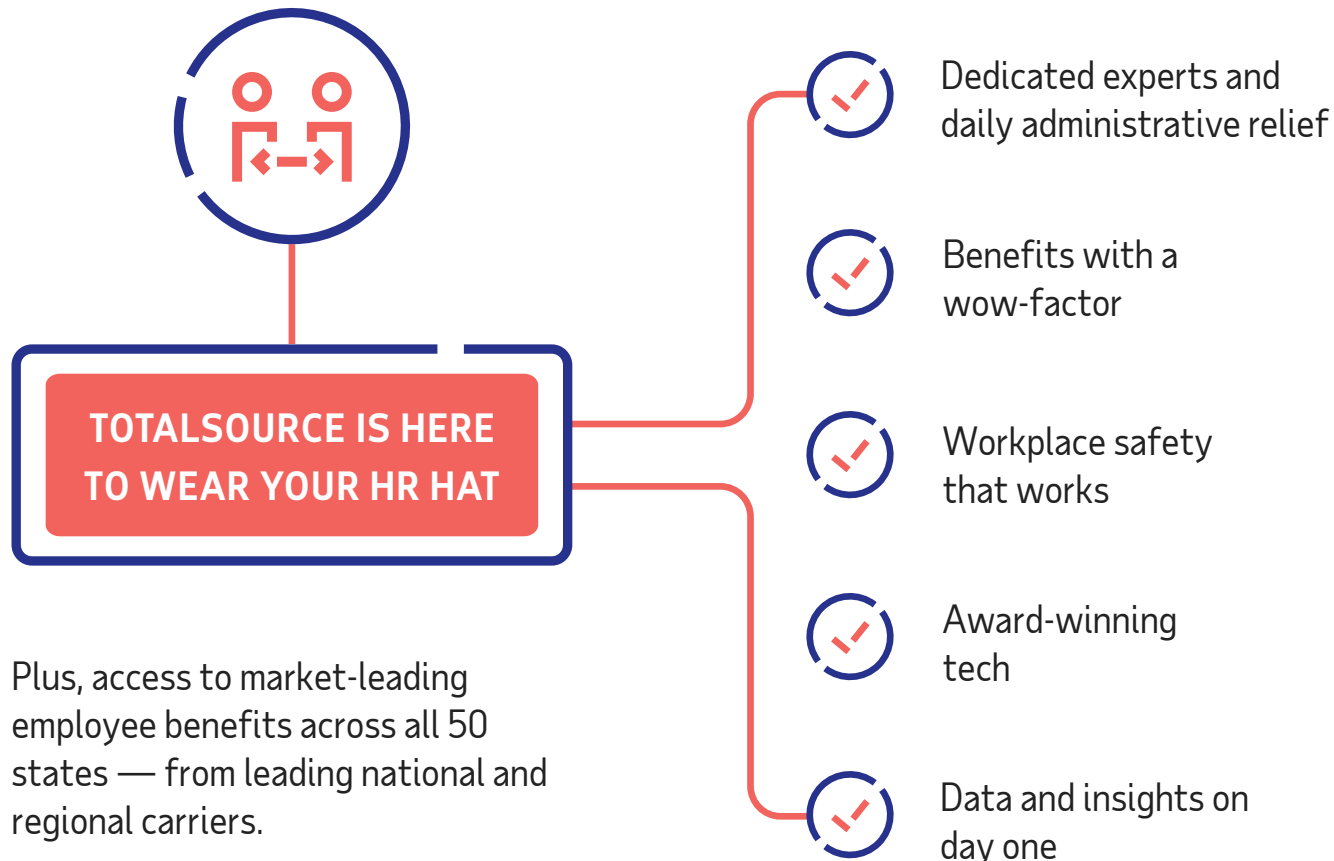 TOTALSOURCE IS HERE
TO WEAR YOUR HR HAT
Plus, access to market-leading
employee benefits across all 50
states — from leading national and
regional carriers.
Dedicated experts and
daily administrative relief
Benefits with a
wow-factor
Workplace safety
that works
Award-winning
tech
Data and insights on
day one